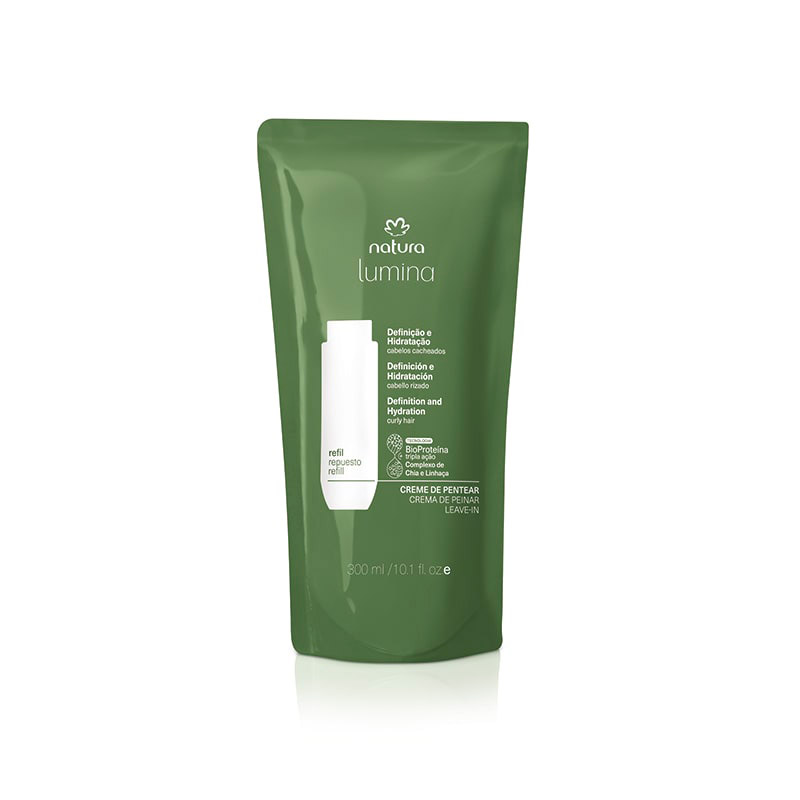 natura
lumina
Definição e
Hidratação
cabelos cacheados
Definición e
Hidratación
cabello rizado
Definition and
Hydration
curly hair
refil
repuesto
refill
TECNOLOGIA
BioProteína
tripla ação
Complexo de
Chia e Linhaça
CREME DE PENTEAR
CREMA DE PEINAR
LEAVE-IN
300 ml /10.1 fl. oz e